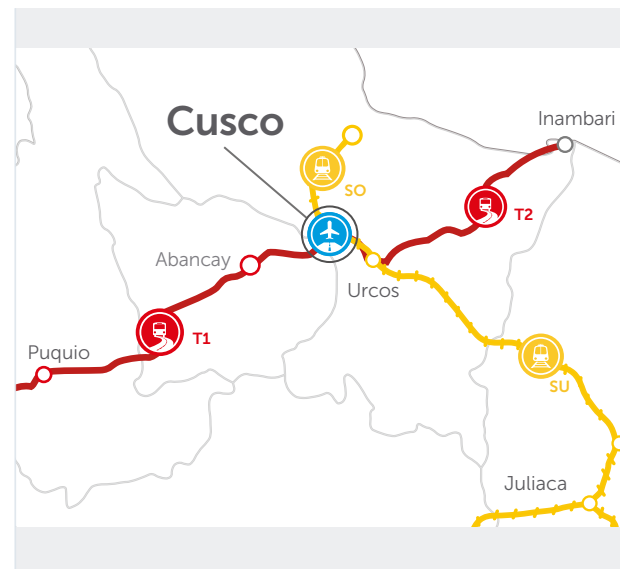 Inambari
Cusco
SO
T2
Abancay
Urcos
T1
Puquio
SU
Juliaca